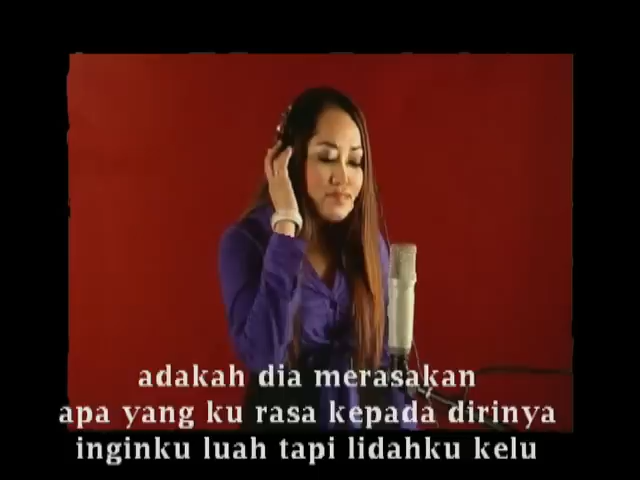 adakah dia merasakan
apa yang ku rasa kepada dirinya
inginku luah tapi lidahku kelu